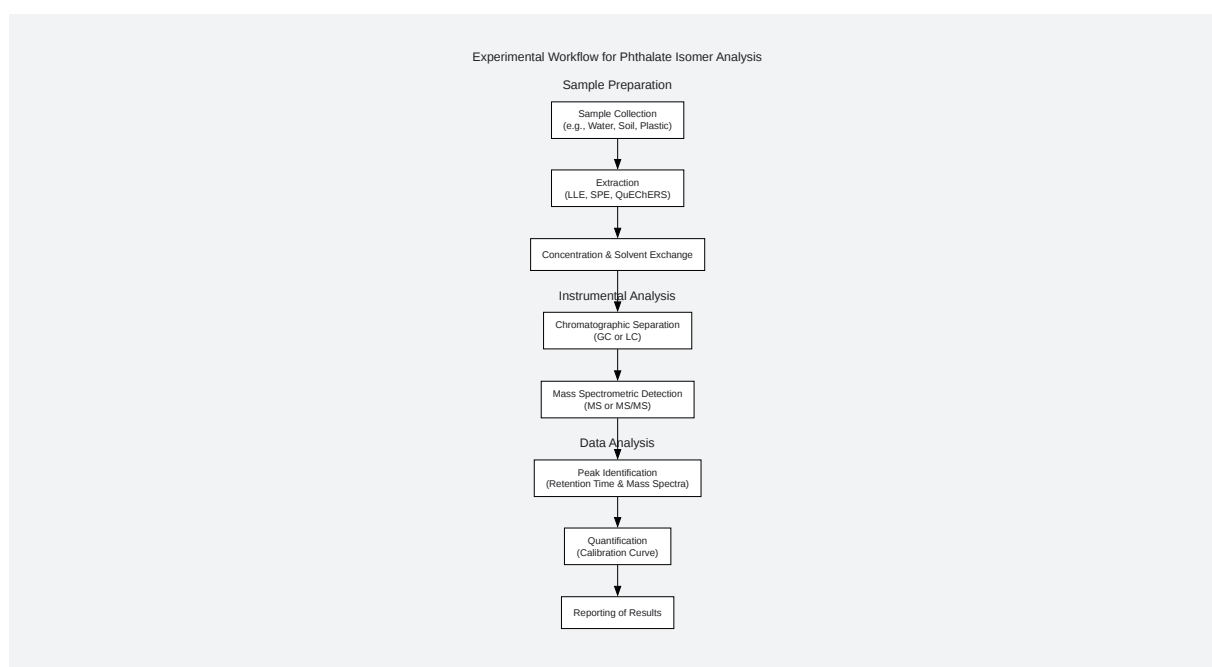 Experimental Workflow for Phthalate Isomer Analysis
Sample Preparation
Sample Collection
(e.g., Water, Soil, Plastic)
Extraction
(LLE, SPE, QuEChERS)
Concentration & Solvent Exchange
Instrumental Analysis
Chromatographic Separation
(GC or LC)
Mass Spectrometric Detection
(MS or MS/MS)
Data Analysis
Peak Identification
(Retention Time & Mass Spectra)
Quantification
(Calibration Curve)
Reporting of Results